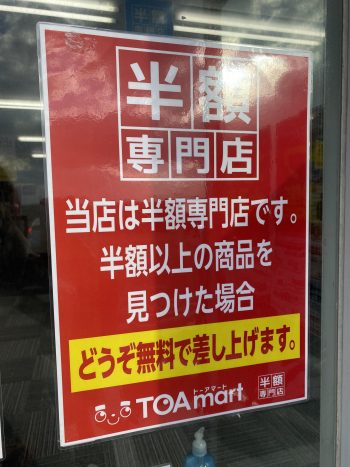 半額
専門店
当店は半額専門店です。
半額以上の商品を
見つけた場合
どうぞ無料で差し上げます。
トーアマート
TOAmart
半額
専門店